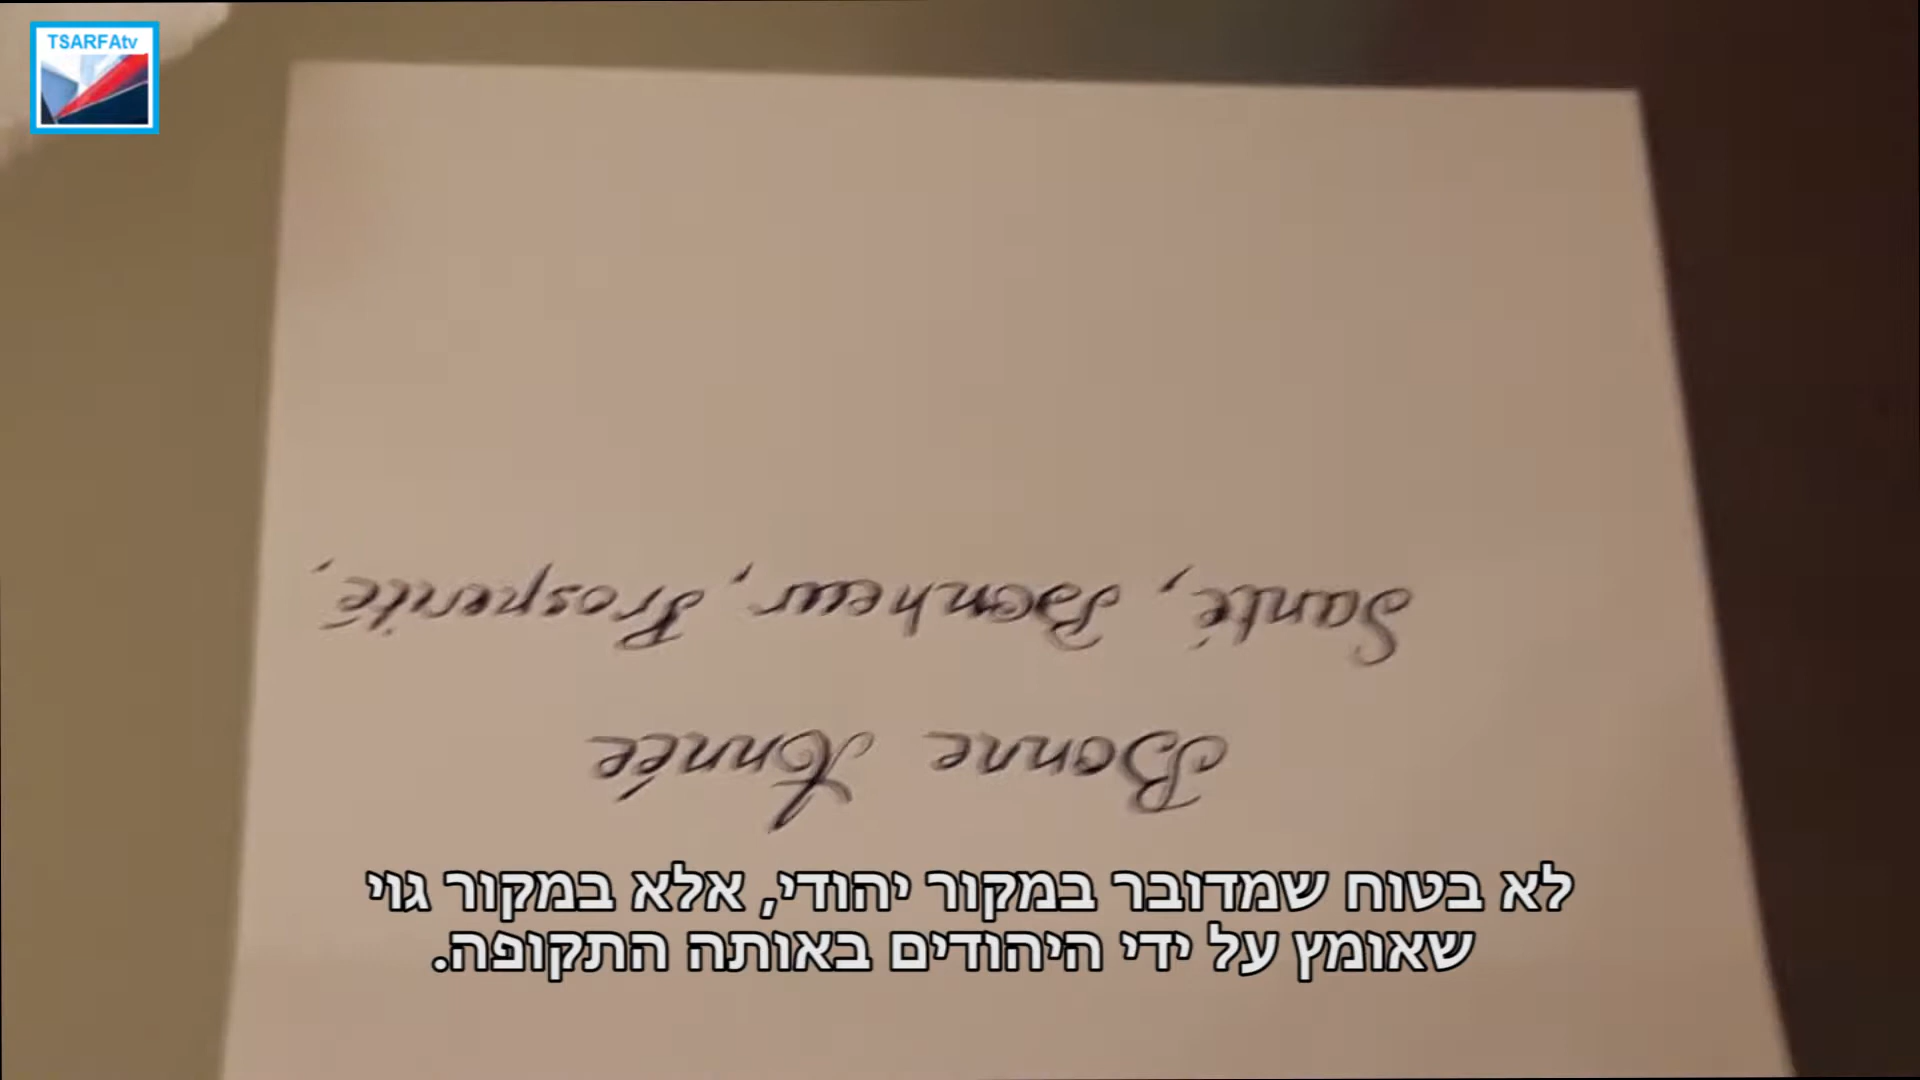 TSARFAtv
Bonne Année
Santé, Bonheur, Prosperité,
לא בטוח שמדובר במקור יהודי, אלא במקור גוי
שאומץ על ידי היהודים באותה התקופה.